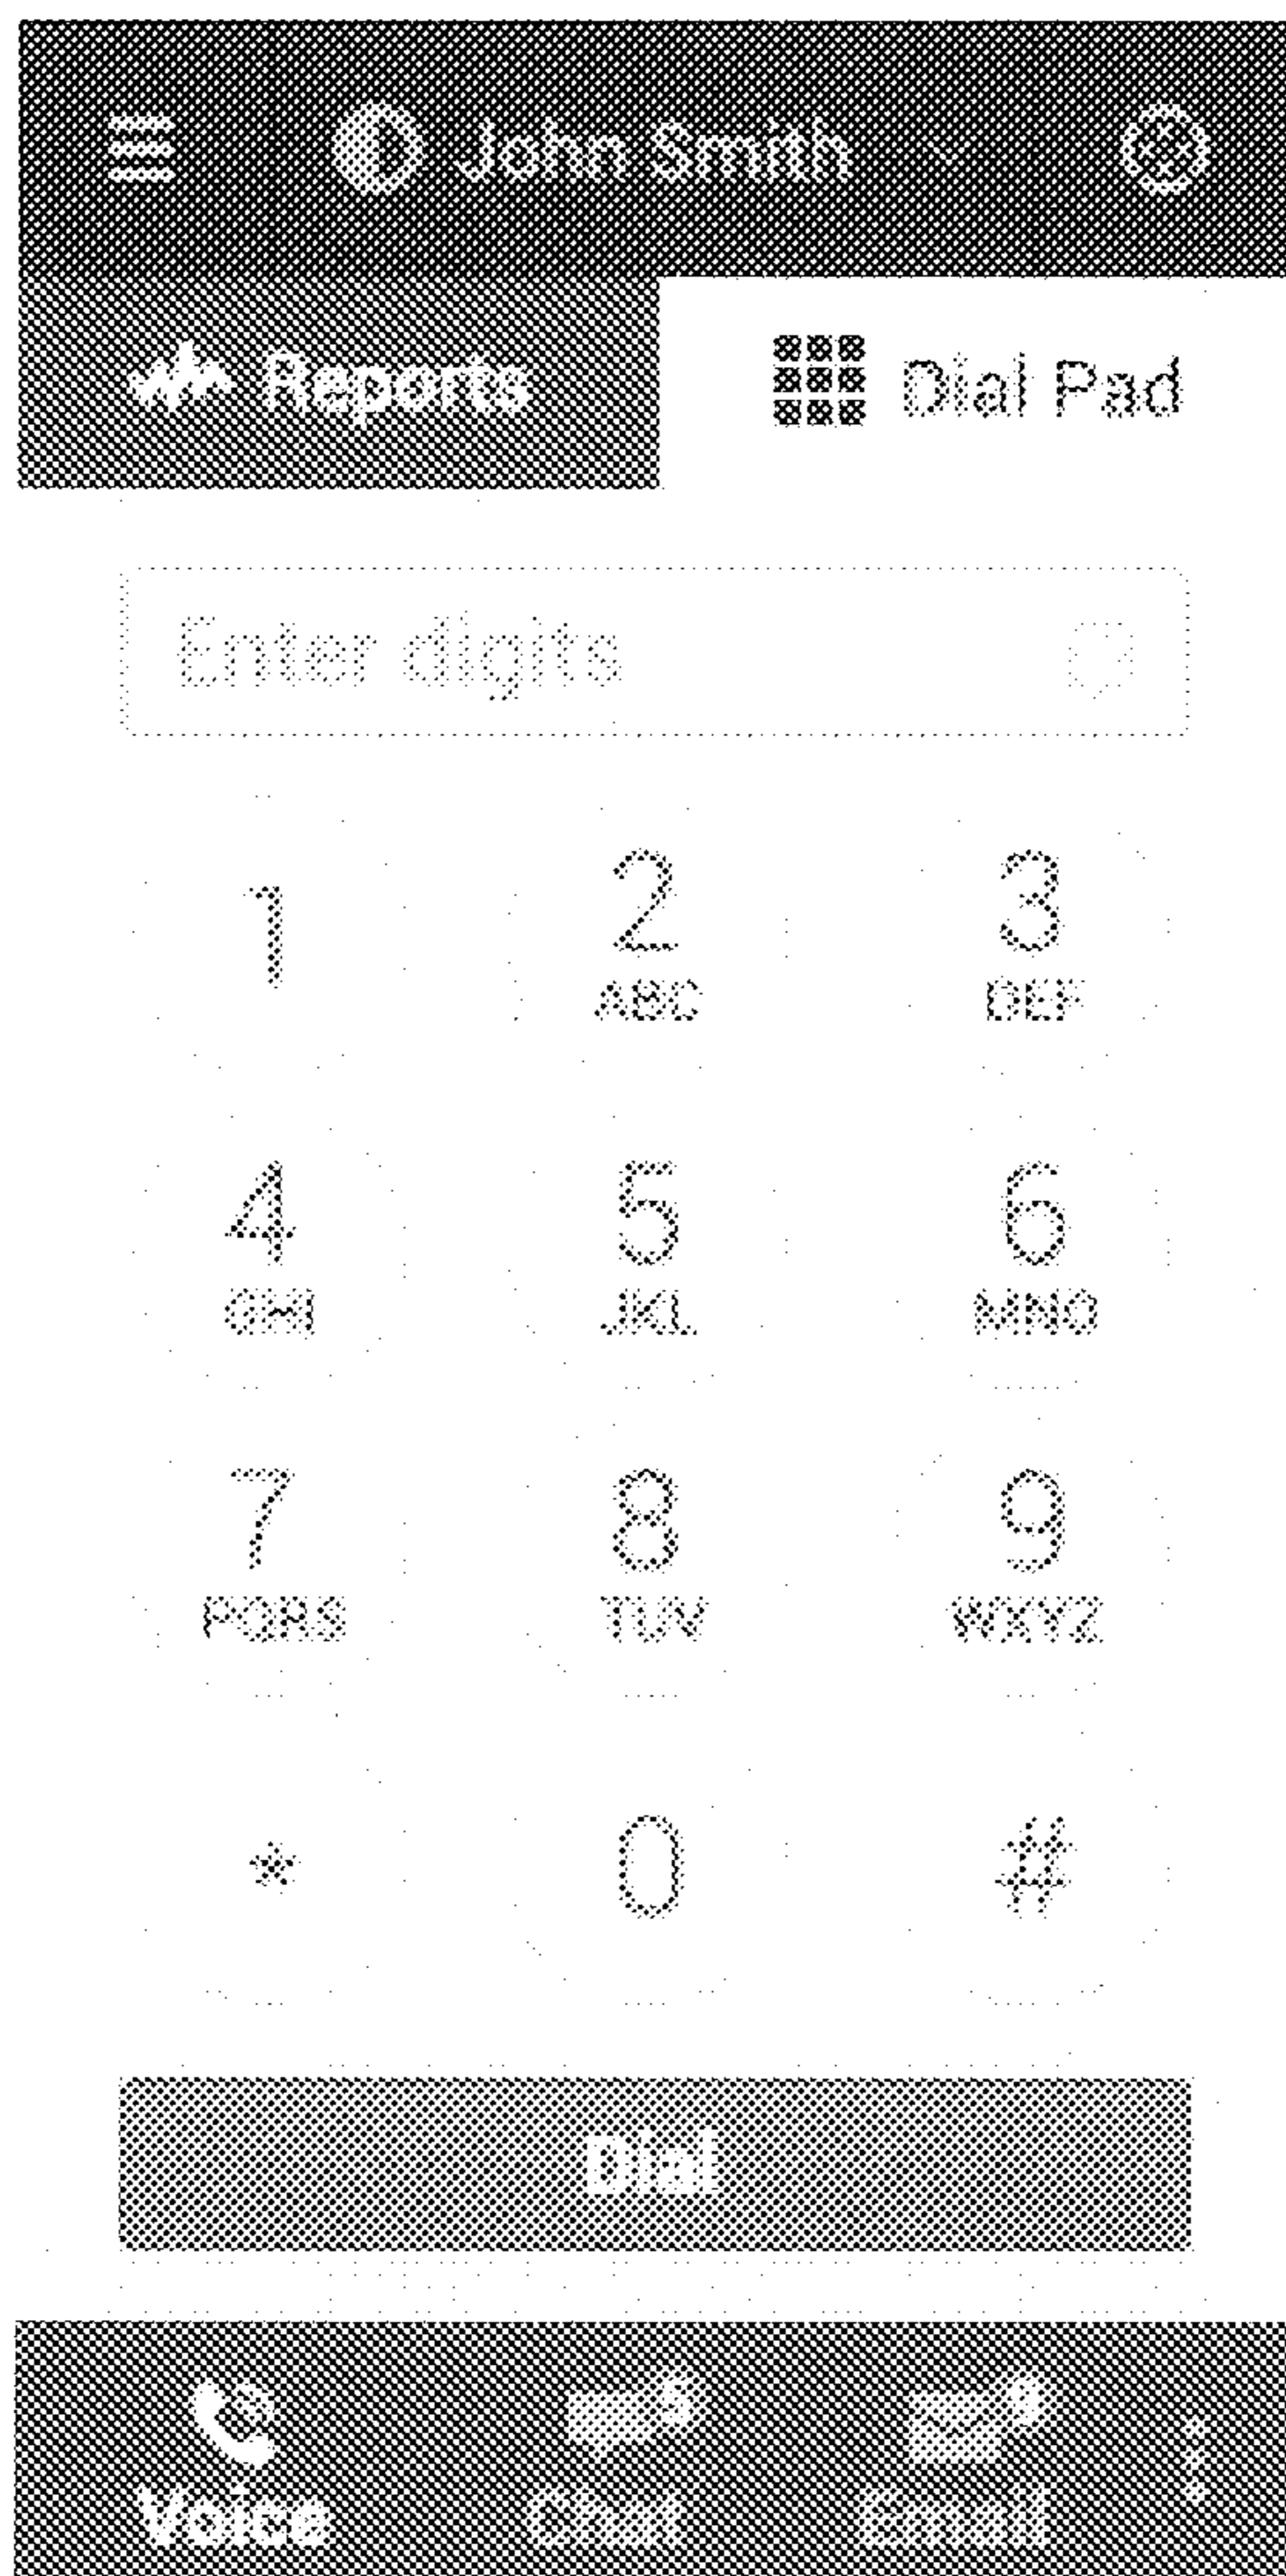 John Smith
Reports Dial Pad
Enter digits
1 2 3
ABC DEF
4 5 6
GHI JKL MNO
7 8 9
PQRS TUV WXYZ
* 0 #
Dial
Voice Chat Email